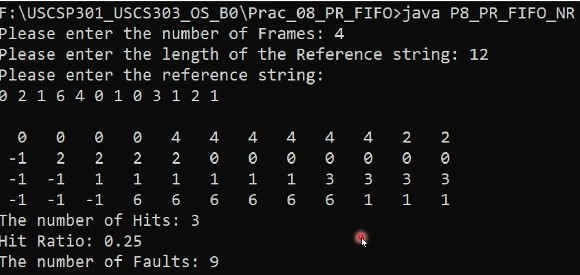 F:\USCSP301_USCS303_OS_B0\Prac_08_PR_FIFO>java P8_PR_FIFO_NR
Please enter the number of Frames: 4
Please enter the length of the Reference string: 12
Please enter the reference string:
0 2 1 6 4 0 1 0 3 1 2 1
0 0 0 0 4 4 4 4 4 4 2 2
-1 2 2 2 2 0 0 0 0 0 0 0
-1 -1 1 1 1 1 1 1 3 3 3 3
-1 -1 -1 6 6 6 6 6 6 1 1 1
The number of Hits: 3
Hit Ratio: 0.25
The number of Faults: 9